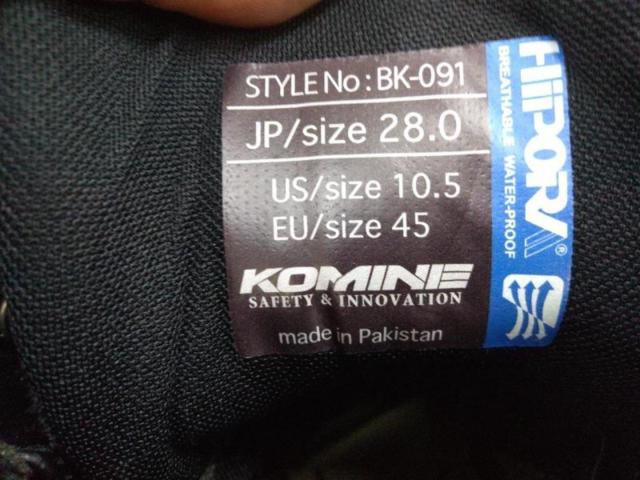 STYLE No : BK-091
JP/size 28.0
US/size 10.5
EU/size 45
KOMINE
SAFETY & INNOVATION
made in Pakistan
HiPORA®
BREATHABLE WATER-PROOF